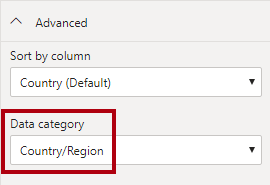 Advanced
Sort by column
Country (Default)
Data category
Country/Region